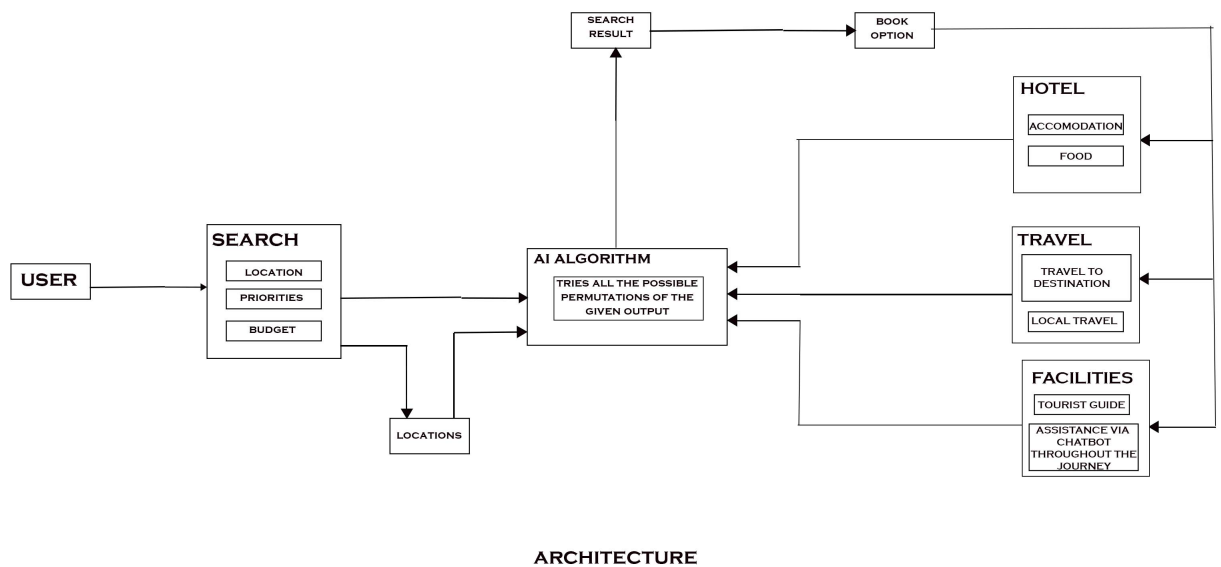 SEARCH
RESULT
BOOK
OPTION
HOTEL
ACCOMODATION
FOOD
SEARCH
LOCATION
PRIORITIES
BUDGET
USER
AI ALGORITHM
TRIES ALL THE POSSIBLE
PERMUTATIONS OF THE
GIVEN OUTPUT
TRAVEL
TRAVEL TO
DESTINATION
LOCAL TRAVEL
LOCATIONS
FACILITIES
TOURIST GUIDE
ASSISTANCE VIA
CHATBOT
THROUGHOUT THE
JOURNEY
ARCHITECTURE